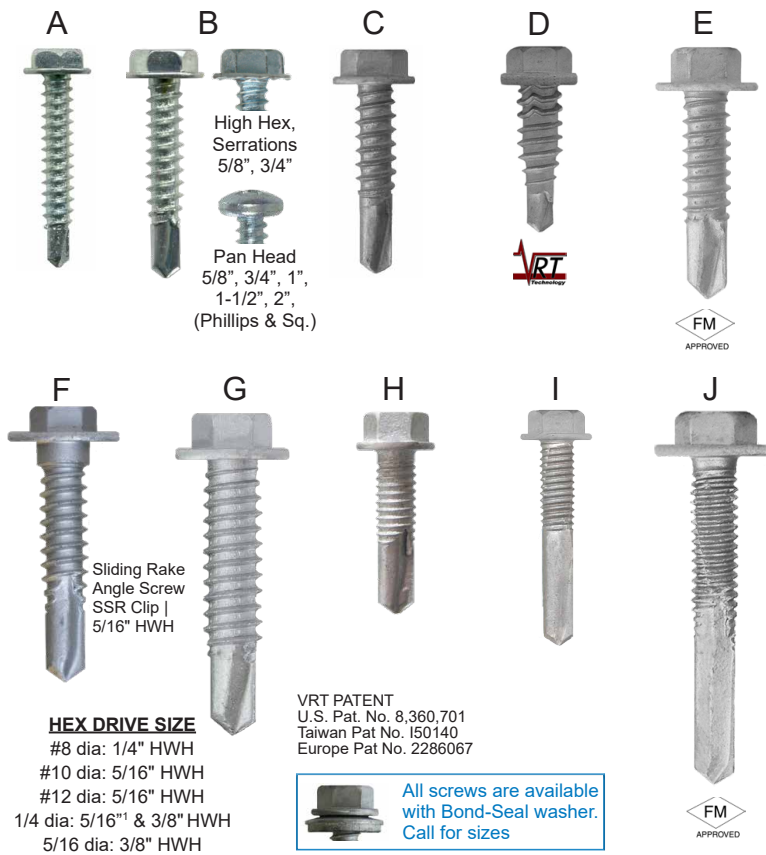 A
B
C
D
E
High Hex,
Serrations
5/8”, 3/4”
Pan Head
5/8”, 3/4”, 1”,
1-1/2”, 2”,
(Phillips & Sq.)
VRT
Technology
FM
APPROVED
F
G
H
I
J
Sliding Rake
Angle Screw
SSR Clip |
5/16" HWH
HEX DRIVE SIZE
#8 dia: 1/4" HWH
#10 dia: 5/16" HWH
#12 dia: 5/16" HWH
1/4 dia: 5/16"¹ & 3/8" HWH
5/16 dia: 3/8" HWH
VRT PATENT
U.S. Pat. No. 8,360,701
Taiwan Pat No. I50140
Europe Pat No. 2286067
All screws are available
with Bond-Seal washer.
Call for sizes
FM
APPROVED